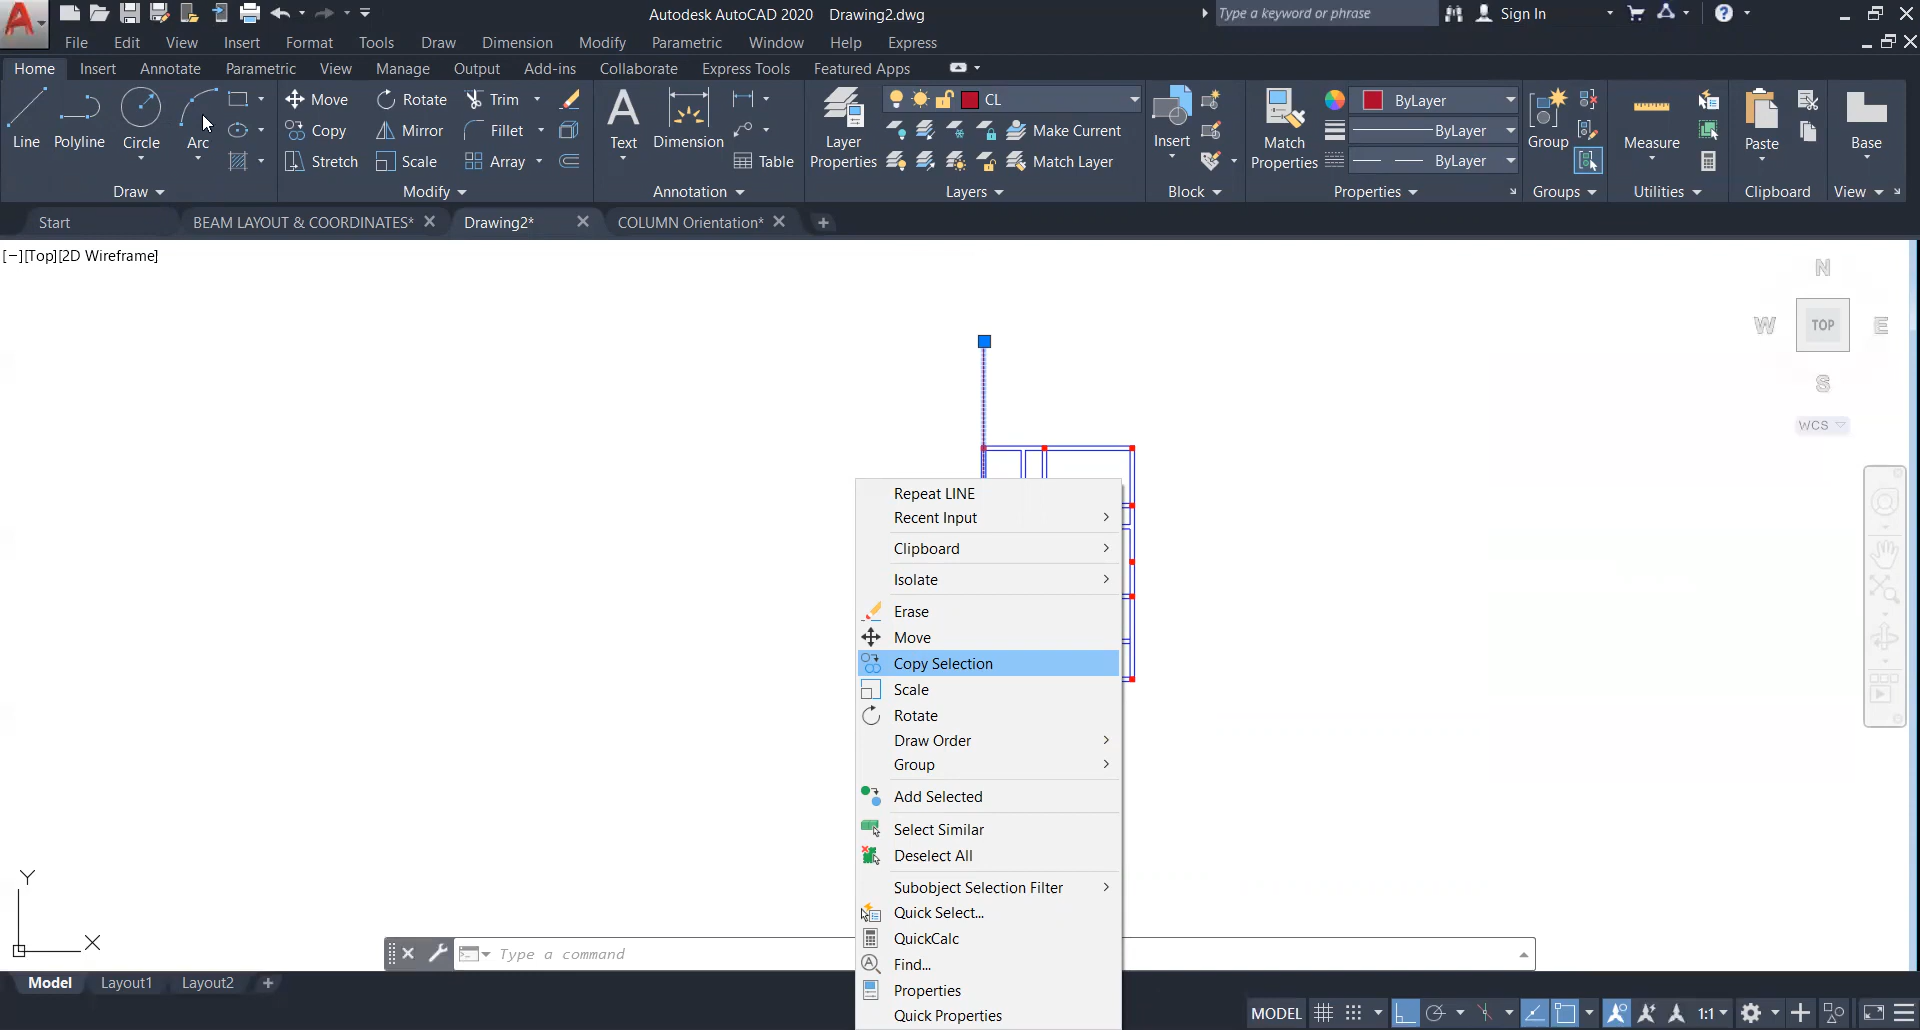 Autodesk AutoCAD 2020 Drawing2.dwg
Type a keyword or phrase
Sign In
File Edit View Insert Format Tools Draw Dimension Modify Parametric Window Help Express
Home Insert Annotate Parametric View Manage Output Add-ins Collaborate Express Tools Featured Apps
Line Polyline Circle Arc
Move Rotate Trim
Copy Mirror Fillet
Stretch Scale Array
Text Dimension Table
Layer Properties
CL
Make Current
Match Layer
Insert
Match Properties
ByLayer
ByLayer
ByLayer
Group
Measure
Paste
Base
Draw Modify Annotation Layers Block Properties Groups Utilities Clipboard View
Start BEAM LAYOUT & COORDINATES* Drawing2* COLUMN Orientation*
[−][Top][2D Wireframe]
N
W TOP E
S
WCS
Repeat LINE
Recent Input
Clipboard
Isolate
Erase
Move
Copy Selection
Scale
Rotate
Draw Order
Group
Add Selected
Select Similar
Deselect All
Subobject Selection Filter
Quick Select...
QuickCalc
Find...
Properties
Quick Properties
Y
X
Type a command
Model Layout1 Layout2
MODEL
1:1